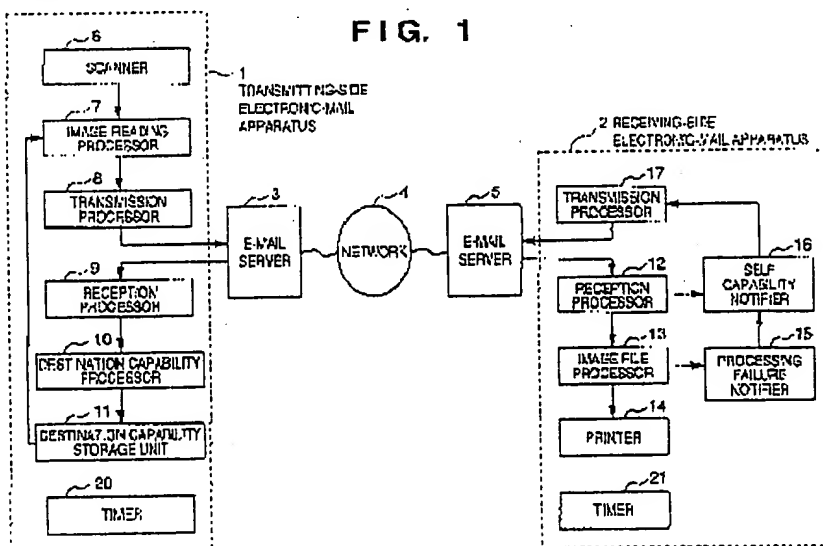 FIG. 1
6
SCANNER
7
IMAGE READING
PROCESSOR
8
TRANSMISSION
PROCESSOR
9
RECEPTION
PROCESSOR
10
DESTINATION CAPABILITY
PROCESSOR
11
DESTINATION CAPABILITY
STORAGE UNIT
20
TIMER
1
TRANSMITTING-SIDE
ELECTRONIC-MAIL
APPARATUS
3
E-MAIL
SERVER
4
NETWORK
5
E-MAIL
SERVER
2 RECEIVING-SIDE
ELECTRONIC-MAIL APPARATUS
17
TRANSMISSION
PROCESSOR
12
RECEPTION
PROCESSOR
13
IMAGE FILE
PROCESSOR
14
PRINTER
16
SELF
CAPABILITY
NOTIFIER
15
PROCESSING
FAILURE
NOTIFIER
21
TIMER